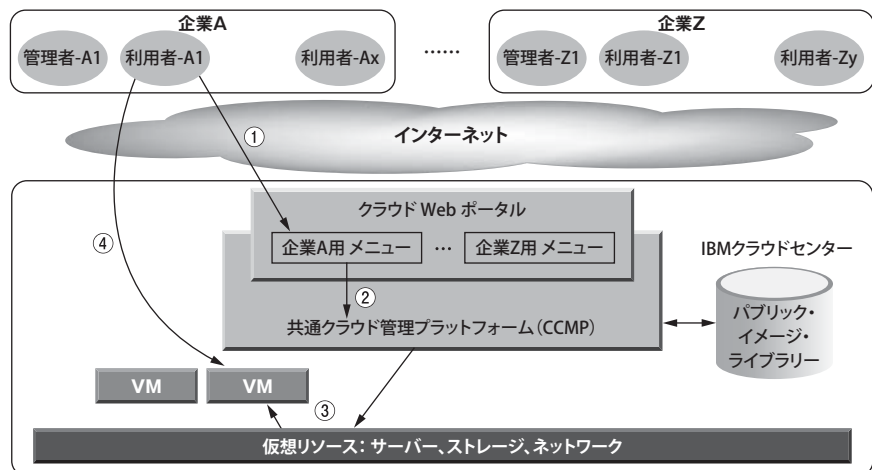 企業A
管理者-A1
利用者-A1
利用者-Ax
……
企業Z
管理者-Z1
利用者-Z1
利用者-Zy
インターネット
①
④
クラウド Web ポータル
企業A用 メニュー
…
企業Z用 メニュー
②
共通クラウド管理プラットフォーム(CCMP)
IBMクラウドセンター
パブリック・
イメージ・
ライブラリー
VM
VM
③
仮想リソース: サーバー、ストレージ、ネットワーク